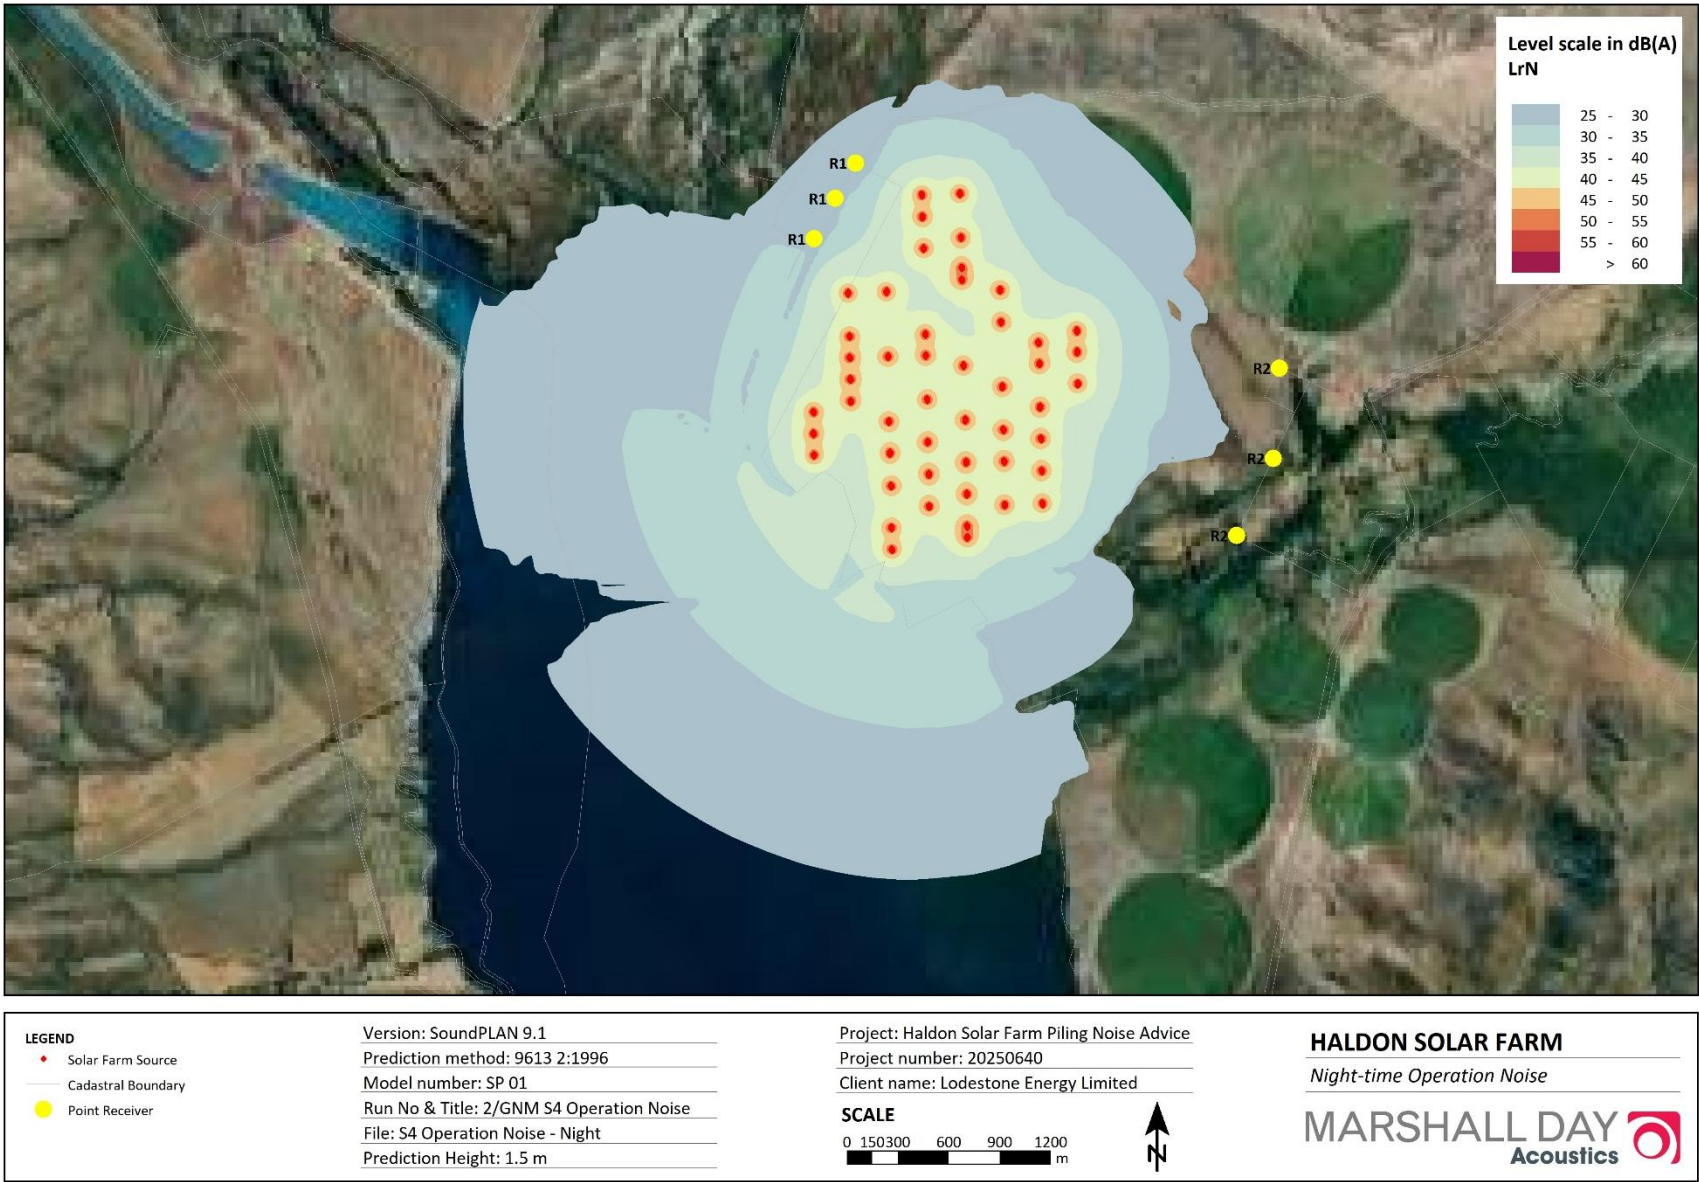 Level scale in dB(A)
LrN
25 - 30
30 - 35
35 - 40
40 - 45
45 - 50
50 - 55
55 - 60
> 60
R1
R1
R1
R2
R2
R2
LEGEND
Solar Farm Source
Cadastral Boundary
Point Receiver
Version: SoundPLAN 9.1
Prediction method: 9613 2:1996
Model number: SP 01
Run No & Title: 2/GNM S4 Operation Noise
File: S4 Operation Noise - Night
Prediction Height: 1.5 m
Project: Haldon Solar Farm Piling Noise Advice
Project number: 20250640
Client name: Lodestone Energy Limited
SCALE
0 150 300 600 900 1200
m
N
HALDON SOLAR FARM
Night-time Operation Noise
MARSHALL DAY
Acoustics